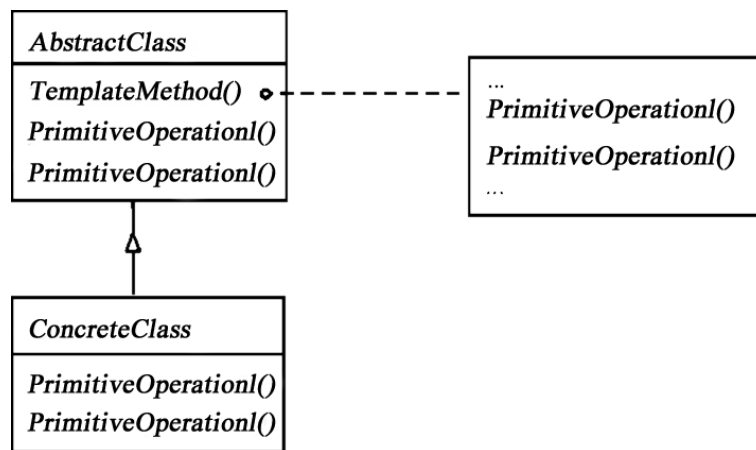 AbstractClass
TemplateMethod()
PrimitiveOperationl()
PrimitiveOperationl()
...
PrimitiveOperationl()
PrimitiveOperationl()
...
ConcreteClass
PrimitiveOperationl()
PrimitiveOperationl()